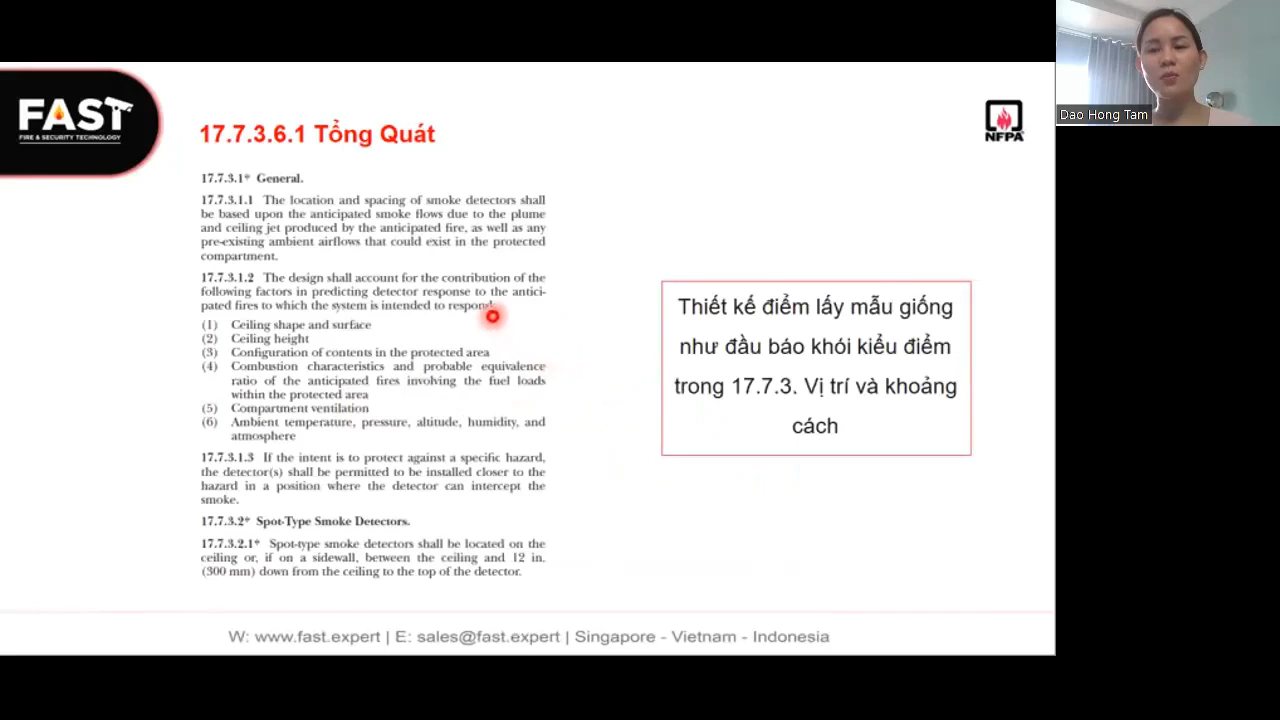 FAST
FIRE & SECURITY TECHNOLOGY
17.7.3.6.1 Tổng Quát
NFPA
17.7.3.1* General.
17.7.3.1.1 The location and spacing of smoke detectors shall
be based upon the anticipated smoke flows due to the plume
and ceiling jet produced by the anticipated fire, as well as any
pre-existing ambient airflows that could exist in the protected
compartment.
17.7.3.1.2 The design shall account for the contribution of the
following factors in predicting detector response to the antici-
pated fires to which the system is intended to respond:
(1) Ceiling shape and surface
(2) Ceiling height
(3) Configuration of contents in the protected area
(4) Combustion characteristics and probable equivalence
ratio of the anticipated fires involving the fuel loads
within the protected area
(5) Compartment ventilation
(6) Ambient temperature, pressure, altitude, humidity, and
atmosphere
17.7.3.1.3 If the intent is to protect against a specific hazard,
the detector(s) shall be permitted to be installed closer to the
hazard in a position where the detector can intercept the
smoke.
17.7.3.2* Spot-Type Smoke Detectors.
17.7.3.2.1* Spot-type smoke detectors shall be located on the
ceiling or, if on a sidewall, between the ceiling and 12 in.
(300 mm) down from the ceiling to the top of the detector.
Thiết kế điểm lấy mẫu giống
như đầu báo khói kiểu điểm
trong 17.7.3. Vị trí và khoảng
cách
W: www.fast.expert | E: sales@fast.expert | Singapore - Vietnam - Indonesia
Dao Hong Tam